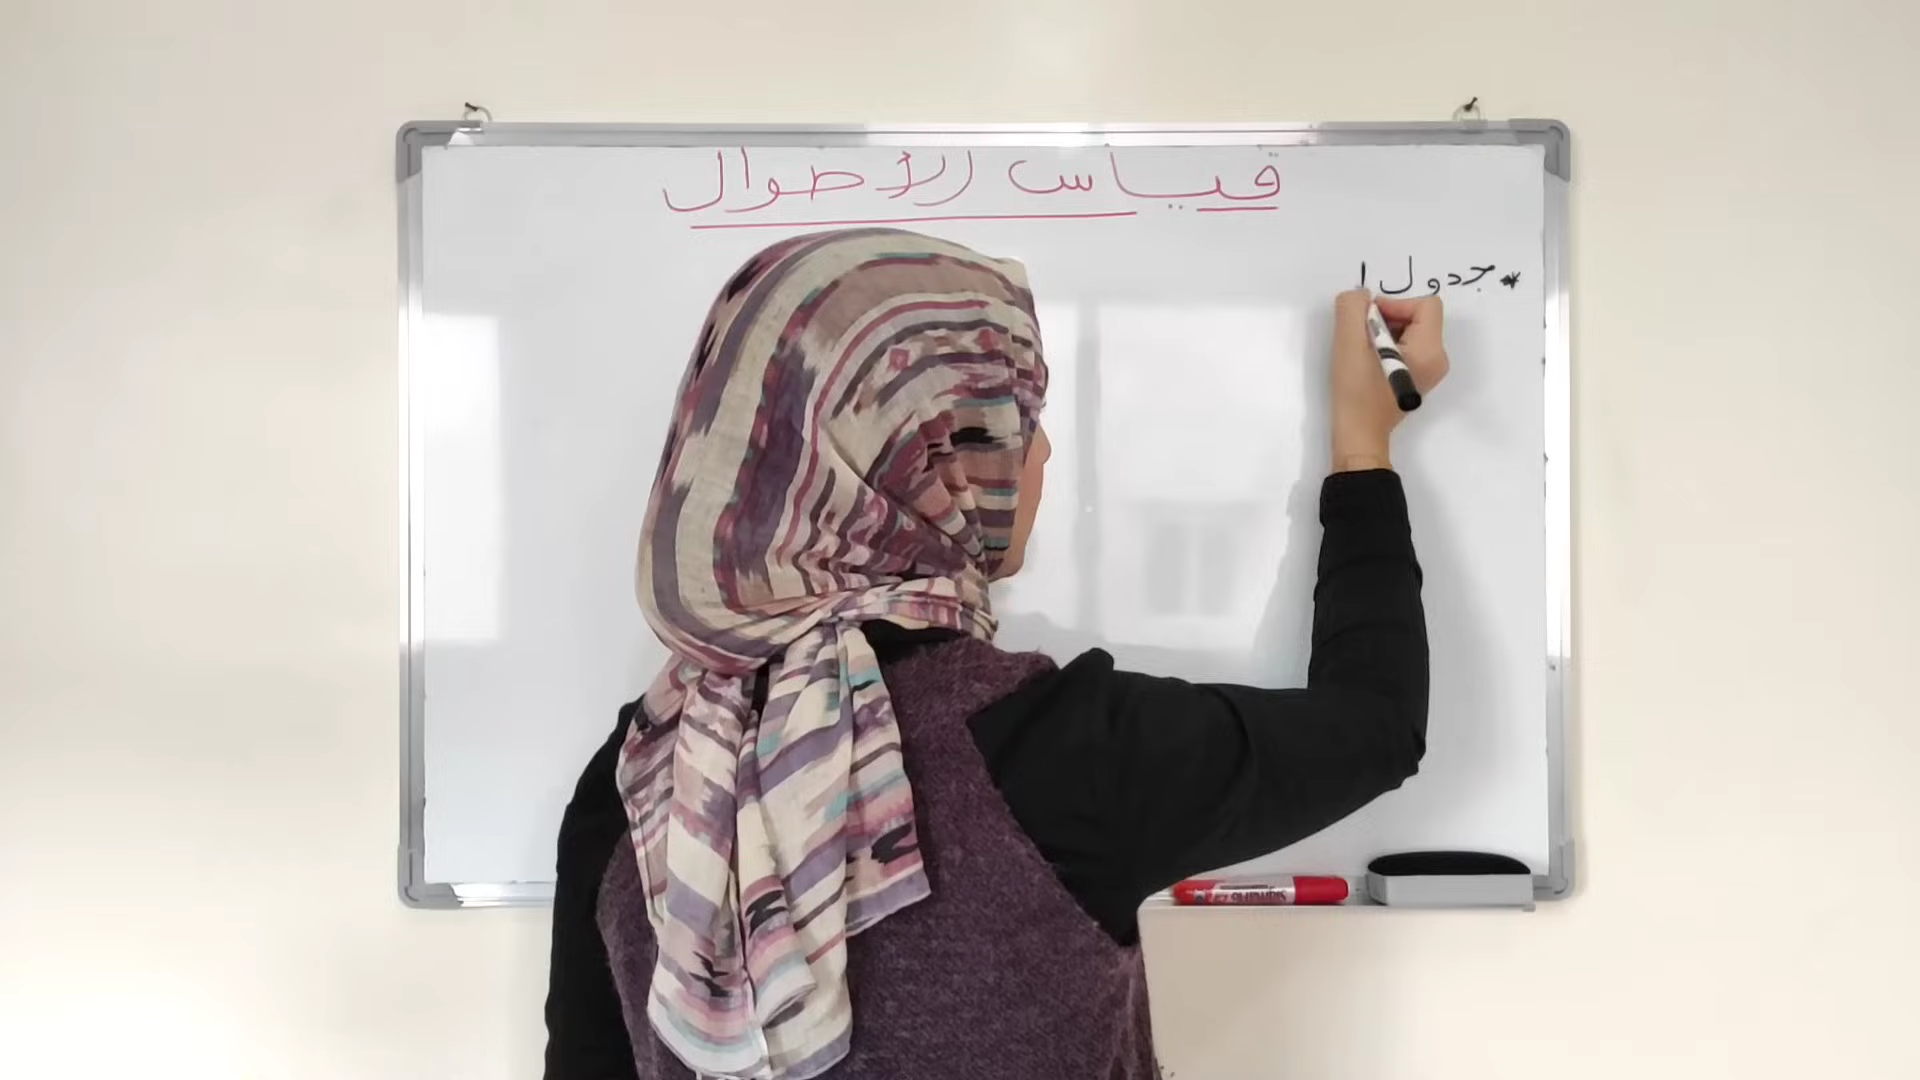 قياس الأطوال
* جدول ا